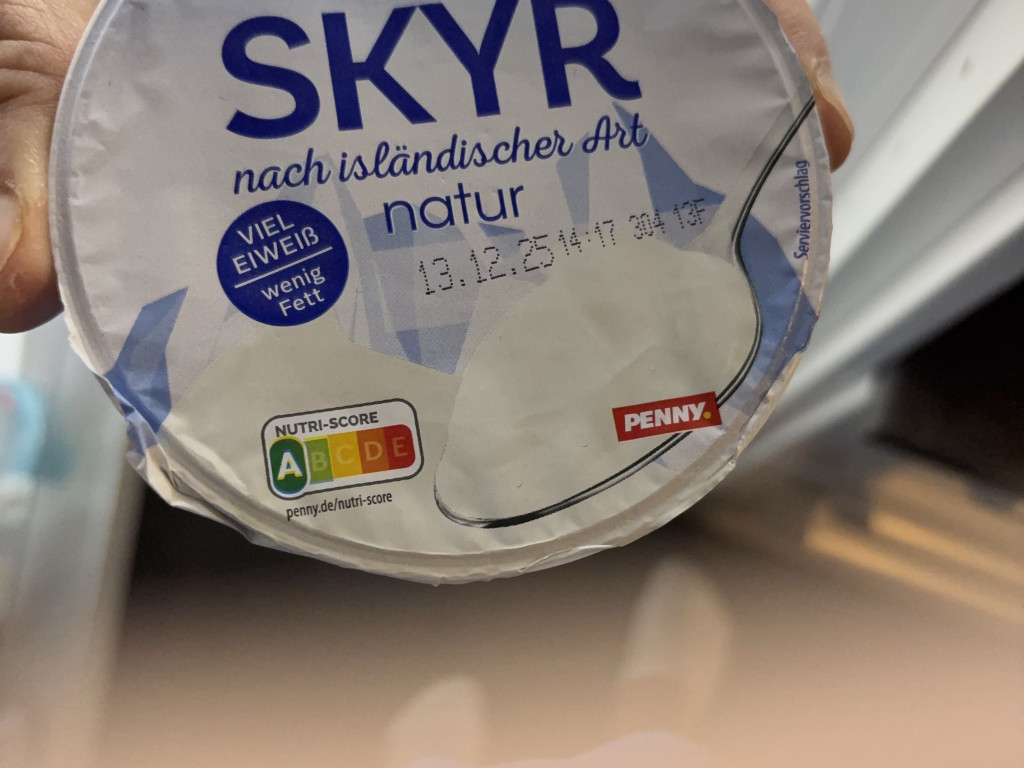 SKYR
nach isländischer Art
natur
VIEL
EIWEIß
wenig
Fett
13.12.25 14:17 304 13F
Serviervorschlag
PENNY.
NUTRI-SCORE
ABCDE
penny.de/nutri-score